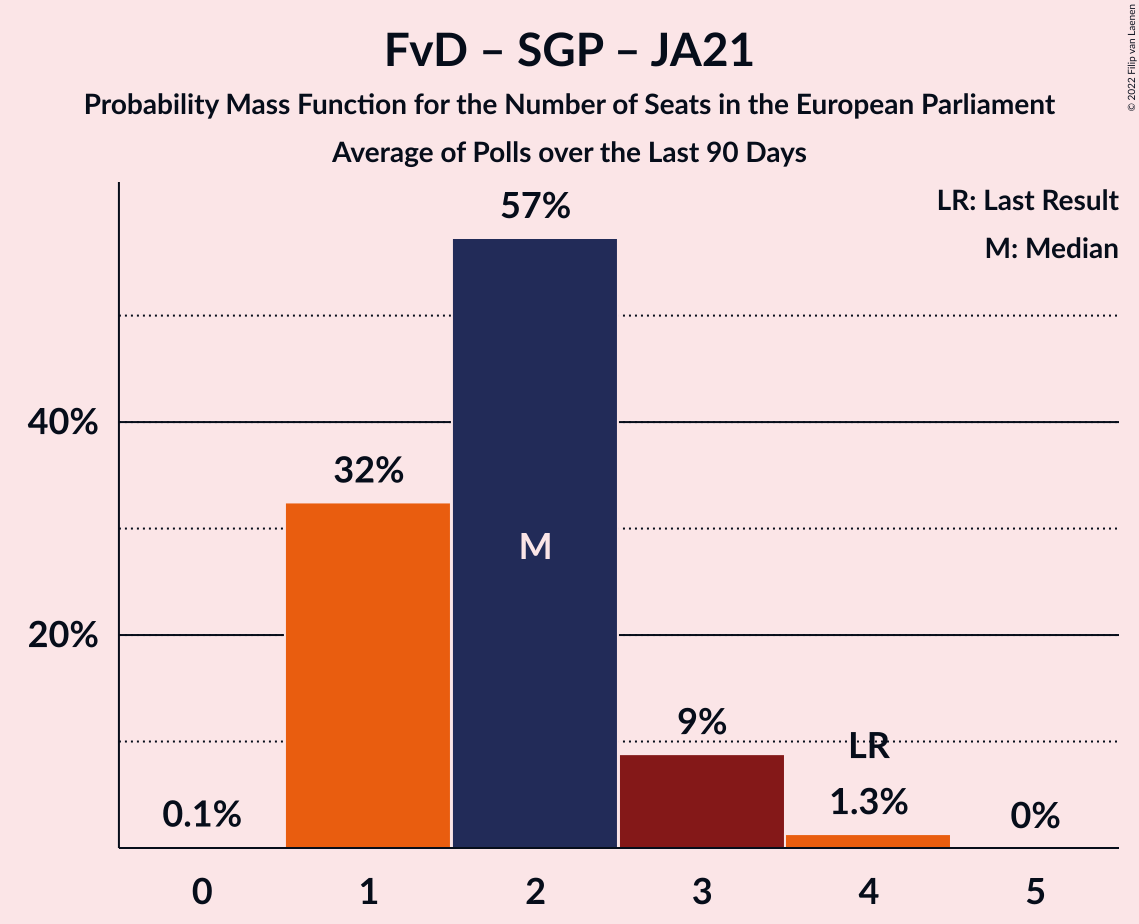 FvD – SGP – JA21
Probability Mass Function for the Number of Seats in the European Parliament
Average of Polls over the Last 90 Days
© 2022 Filip van Laenen
LR: Last Result
M: Median
57%
40%
32%
M
20%
9%
LR
0.1%
1.3%
0%
0 1 2 3 4 5